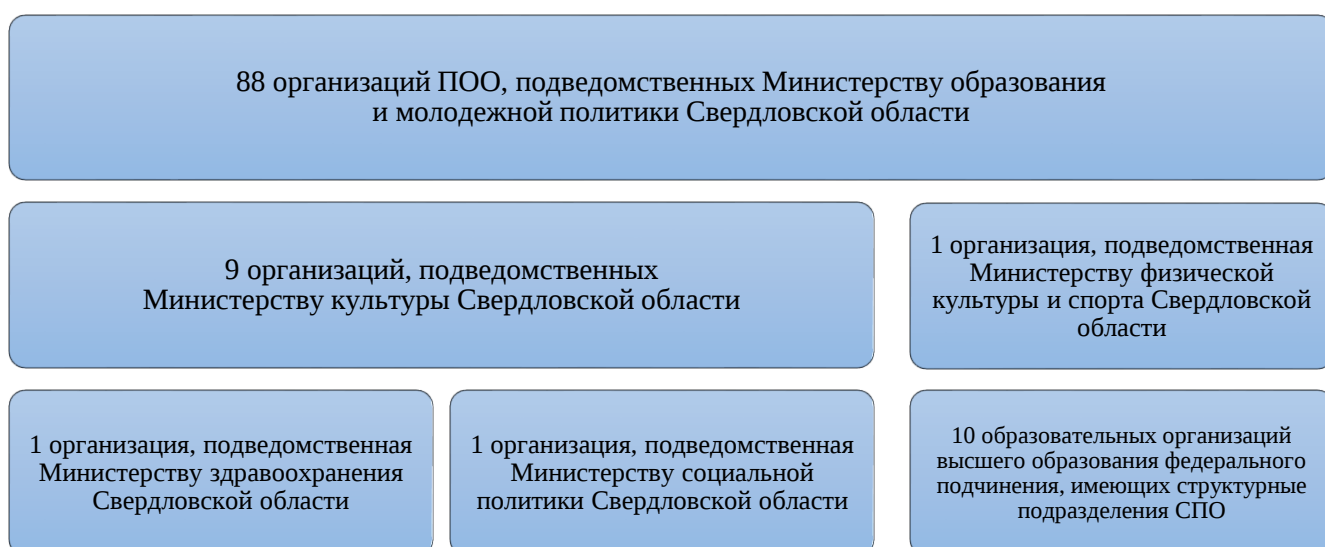 88 организаций ПОО, подведомственных Министерству образования
и молодежной политики Свердловской области
9 организаций, подведомственных
Министерству культуры Свердловской области
1 организация, подведомственная
Министерству физической
культуры и спорта Свердловской
области
1 организация, подведомственная
Министерству здравоохранения
Свердловской области
1 организация, подведомственная
Министерству социальной
политики Свердловской области
10 образовательных организаций
высшего образования федерального
подчинения, имеющих структурные
подразделения СПО